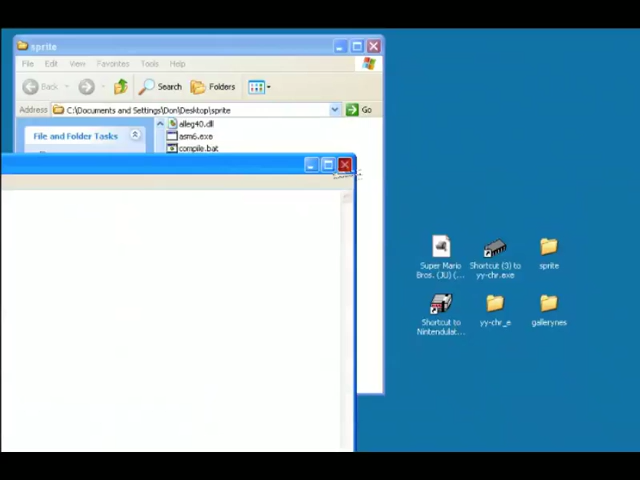 sprite
File Edit View Favorites Tools Help
Back Search Folders
Address C:\Documents and Settings\Don\Desktop\sprite Go
File and Folder Tasks
alleg40.dll
asm6.exe
compile.bat
Super Mario
Bros. (JU) (...
Shortcut (3) to
yy-chr.exe
sprite
Shortcut to
Nintendulat...
yy-chr_e
gallerynes